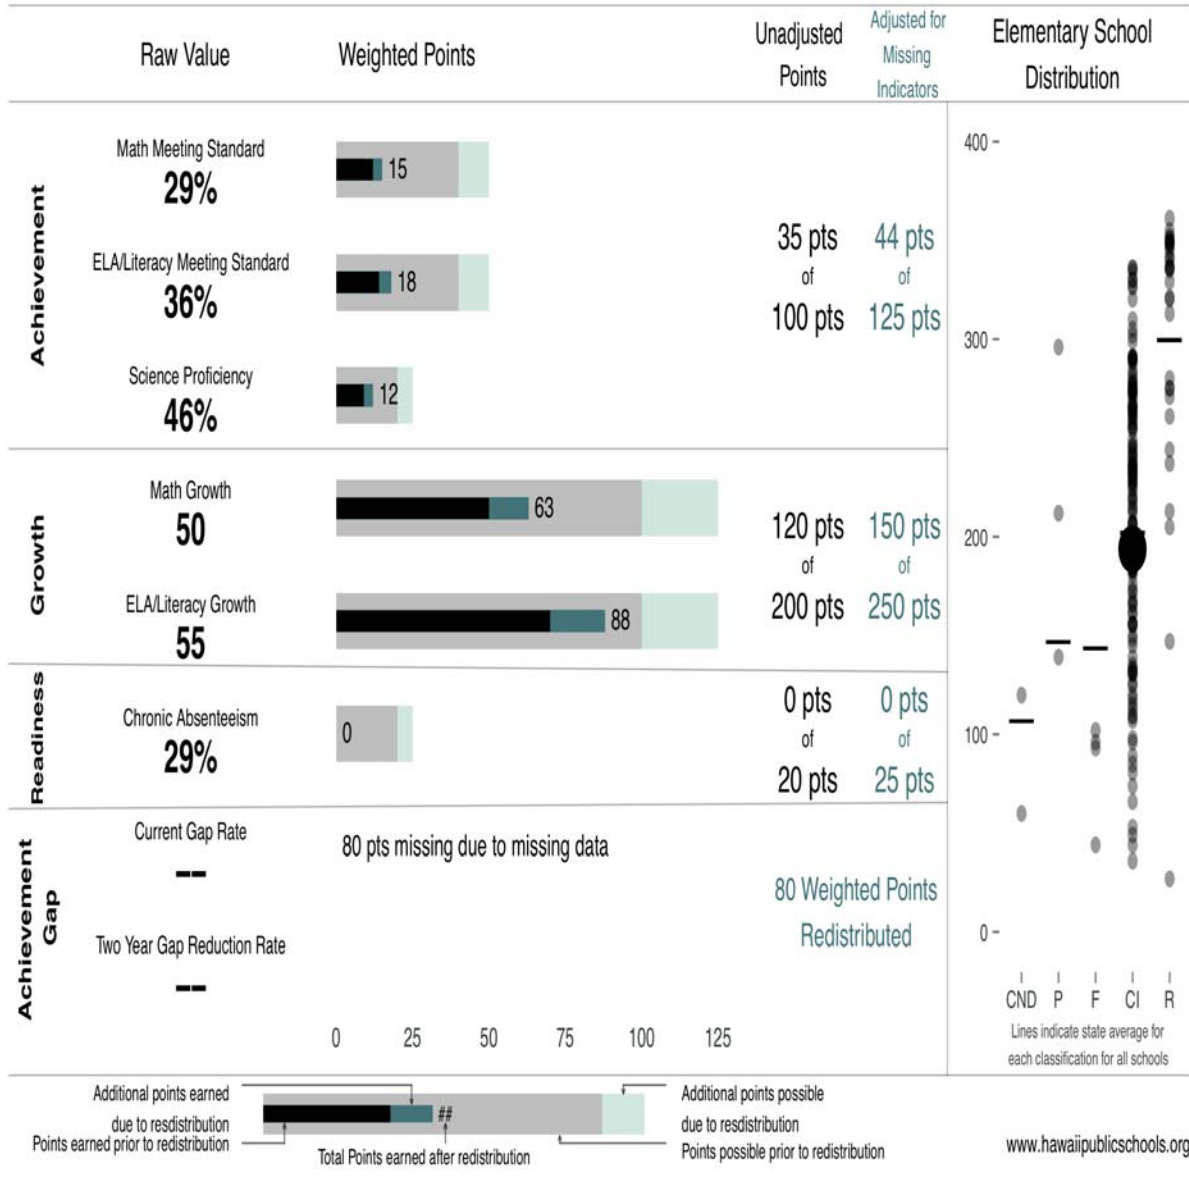 Raw Value
Weighted Points
Unadjusted
Points
Adjusted for
Missing
Indicators
Elementary School
Distribution
Achievement
Math Meeting Standard
29%
15
ELA/Literacy Meeting Standard
36%
18
Science Proficiency
46%
12
35 pts
of
100 pts
44 pts
of
125 pts
Growth
Math Growth
50
63
ELA/Literacy Growth
55
88
120 pts
of
200 pts
150 pts
of
250 pts
Readiness
Chronic Absenteeism
29%
0
0 pts
of
20 pts
0 pts
of
25 pts
Achievement
Gap
Current Gap Rate
--
80 pts missing due to missing data
Two Year Gap Reduction Rate
--
80 Weighted Points
Redistributed
0 25 50 75 100 125
400
300
200
100
0
CND P F CI R
Lines indicate state average for
each classification for all schools
Additional points earned
due to resdistribution
Points earned prior to redistribution
##
Total Points earned after redistribution
Additional points possible
due to resdistribution
Points possible prior to redistribution
www.hawaiipublicschools.org